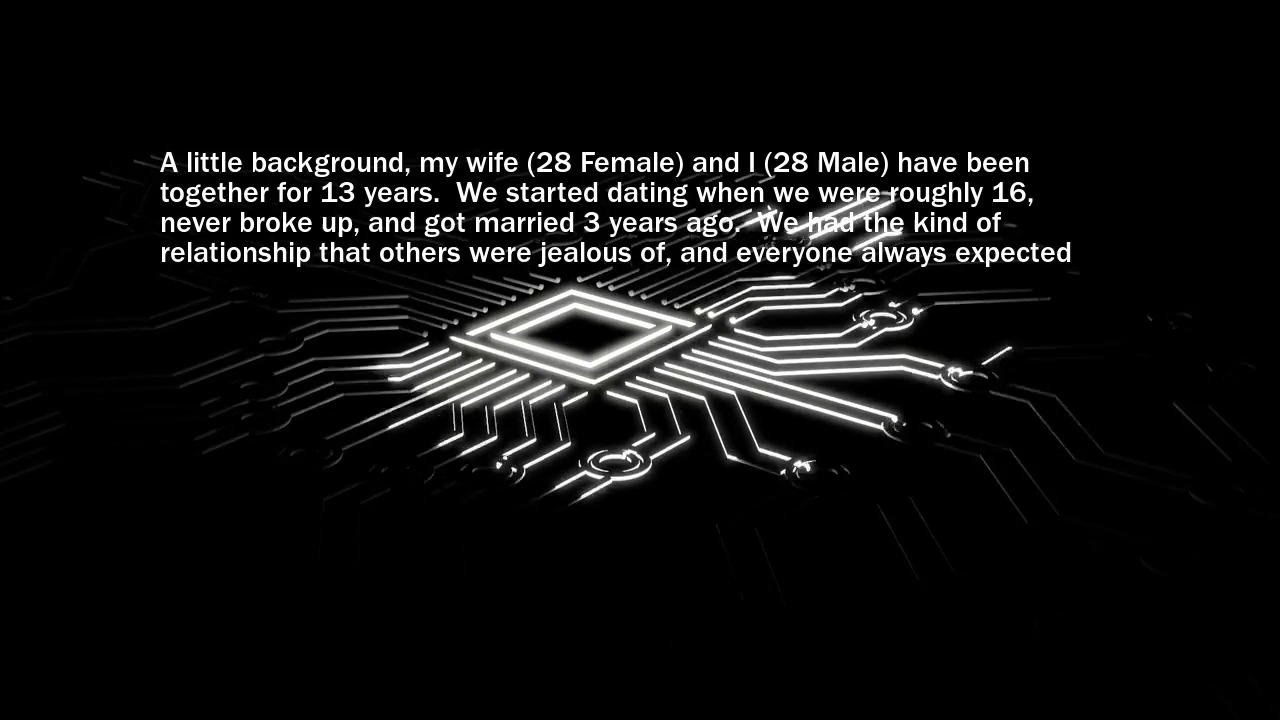 A little background, my wife (28 Female) and I (28 Male) have been
together for 13 years.  We started dating when we were roughly 16,
never broke up, and got married 3 years ago.  We had the kind of
relationship that others were jealous of, and everyone always expected